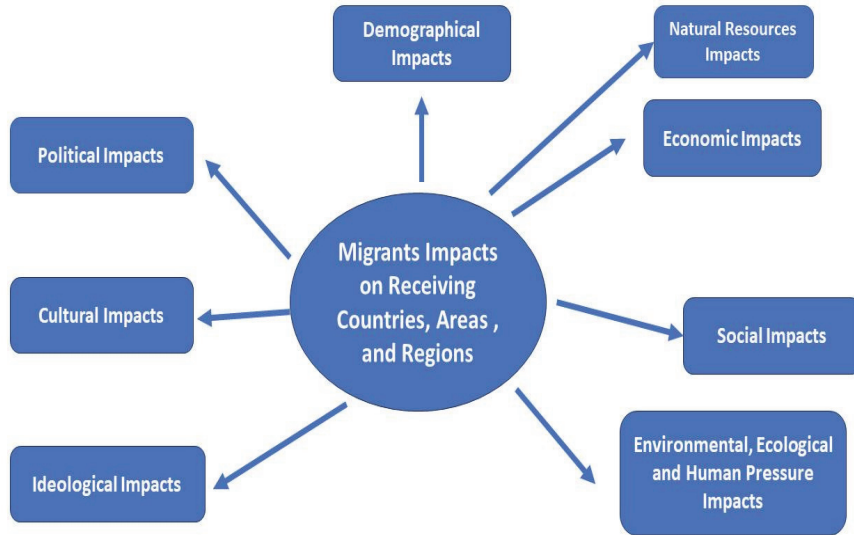 Demographical
Impacts
Natural Resources
Impacts
Economic Impacts
Political Impacts
Migrants Impacts
on Receiving
Countries, Areas ,
and Regions
Cultural Impacts
Social Impacts
Ideological Impacts
Environmental, Ecological
and Human Pressure
Impacts